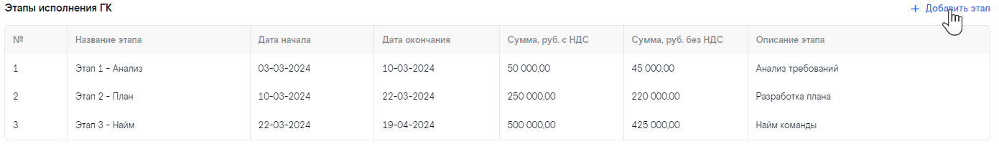 Этапы исполнения ГК
+ Добавить этап
№ Название этапа Дата начала Дата окончания Сумма, руб. с НДС Сумма, руб. без НДС Описание этапа
1 Этап 1 - Анализ 03-03-2024 10-03-2024 50 000,00 45 000,00 Анализ требований
2 Этап 2 - План 10-03-2024 22-03-2024 250 000,00 220 000,00 Разработка плана
3 Этап 3 - Найм 22-03-2024 19-04-2024 500 000,00 425 000,00 Найм команды